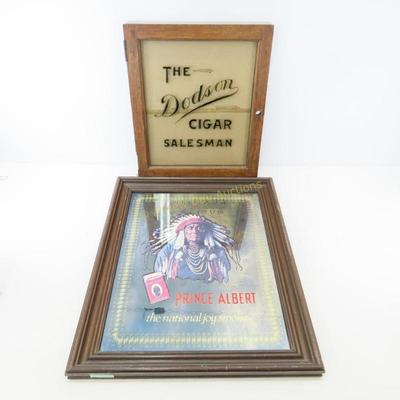 THE
Dodson
CIGAR
SALESMAN
PRINCE ALBERT
the national joy smoke